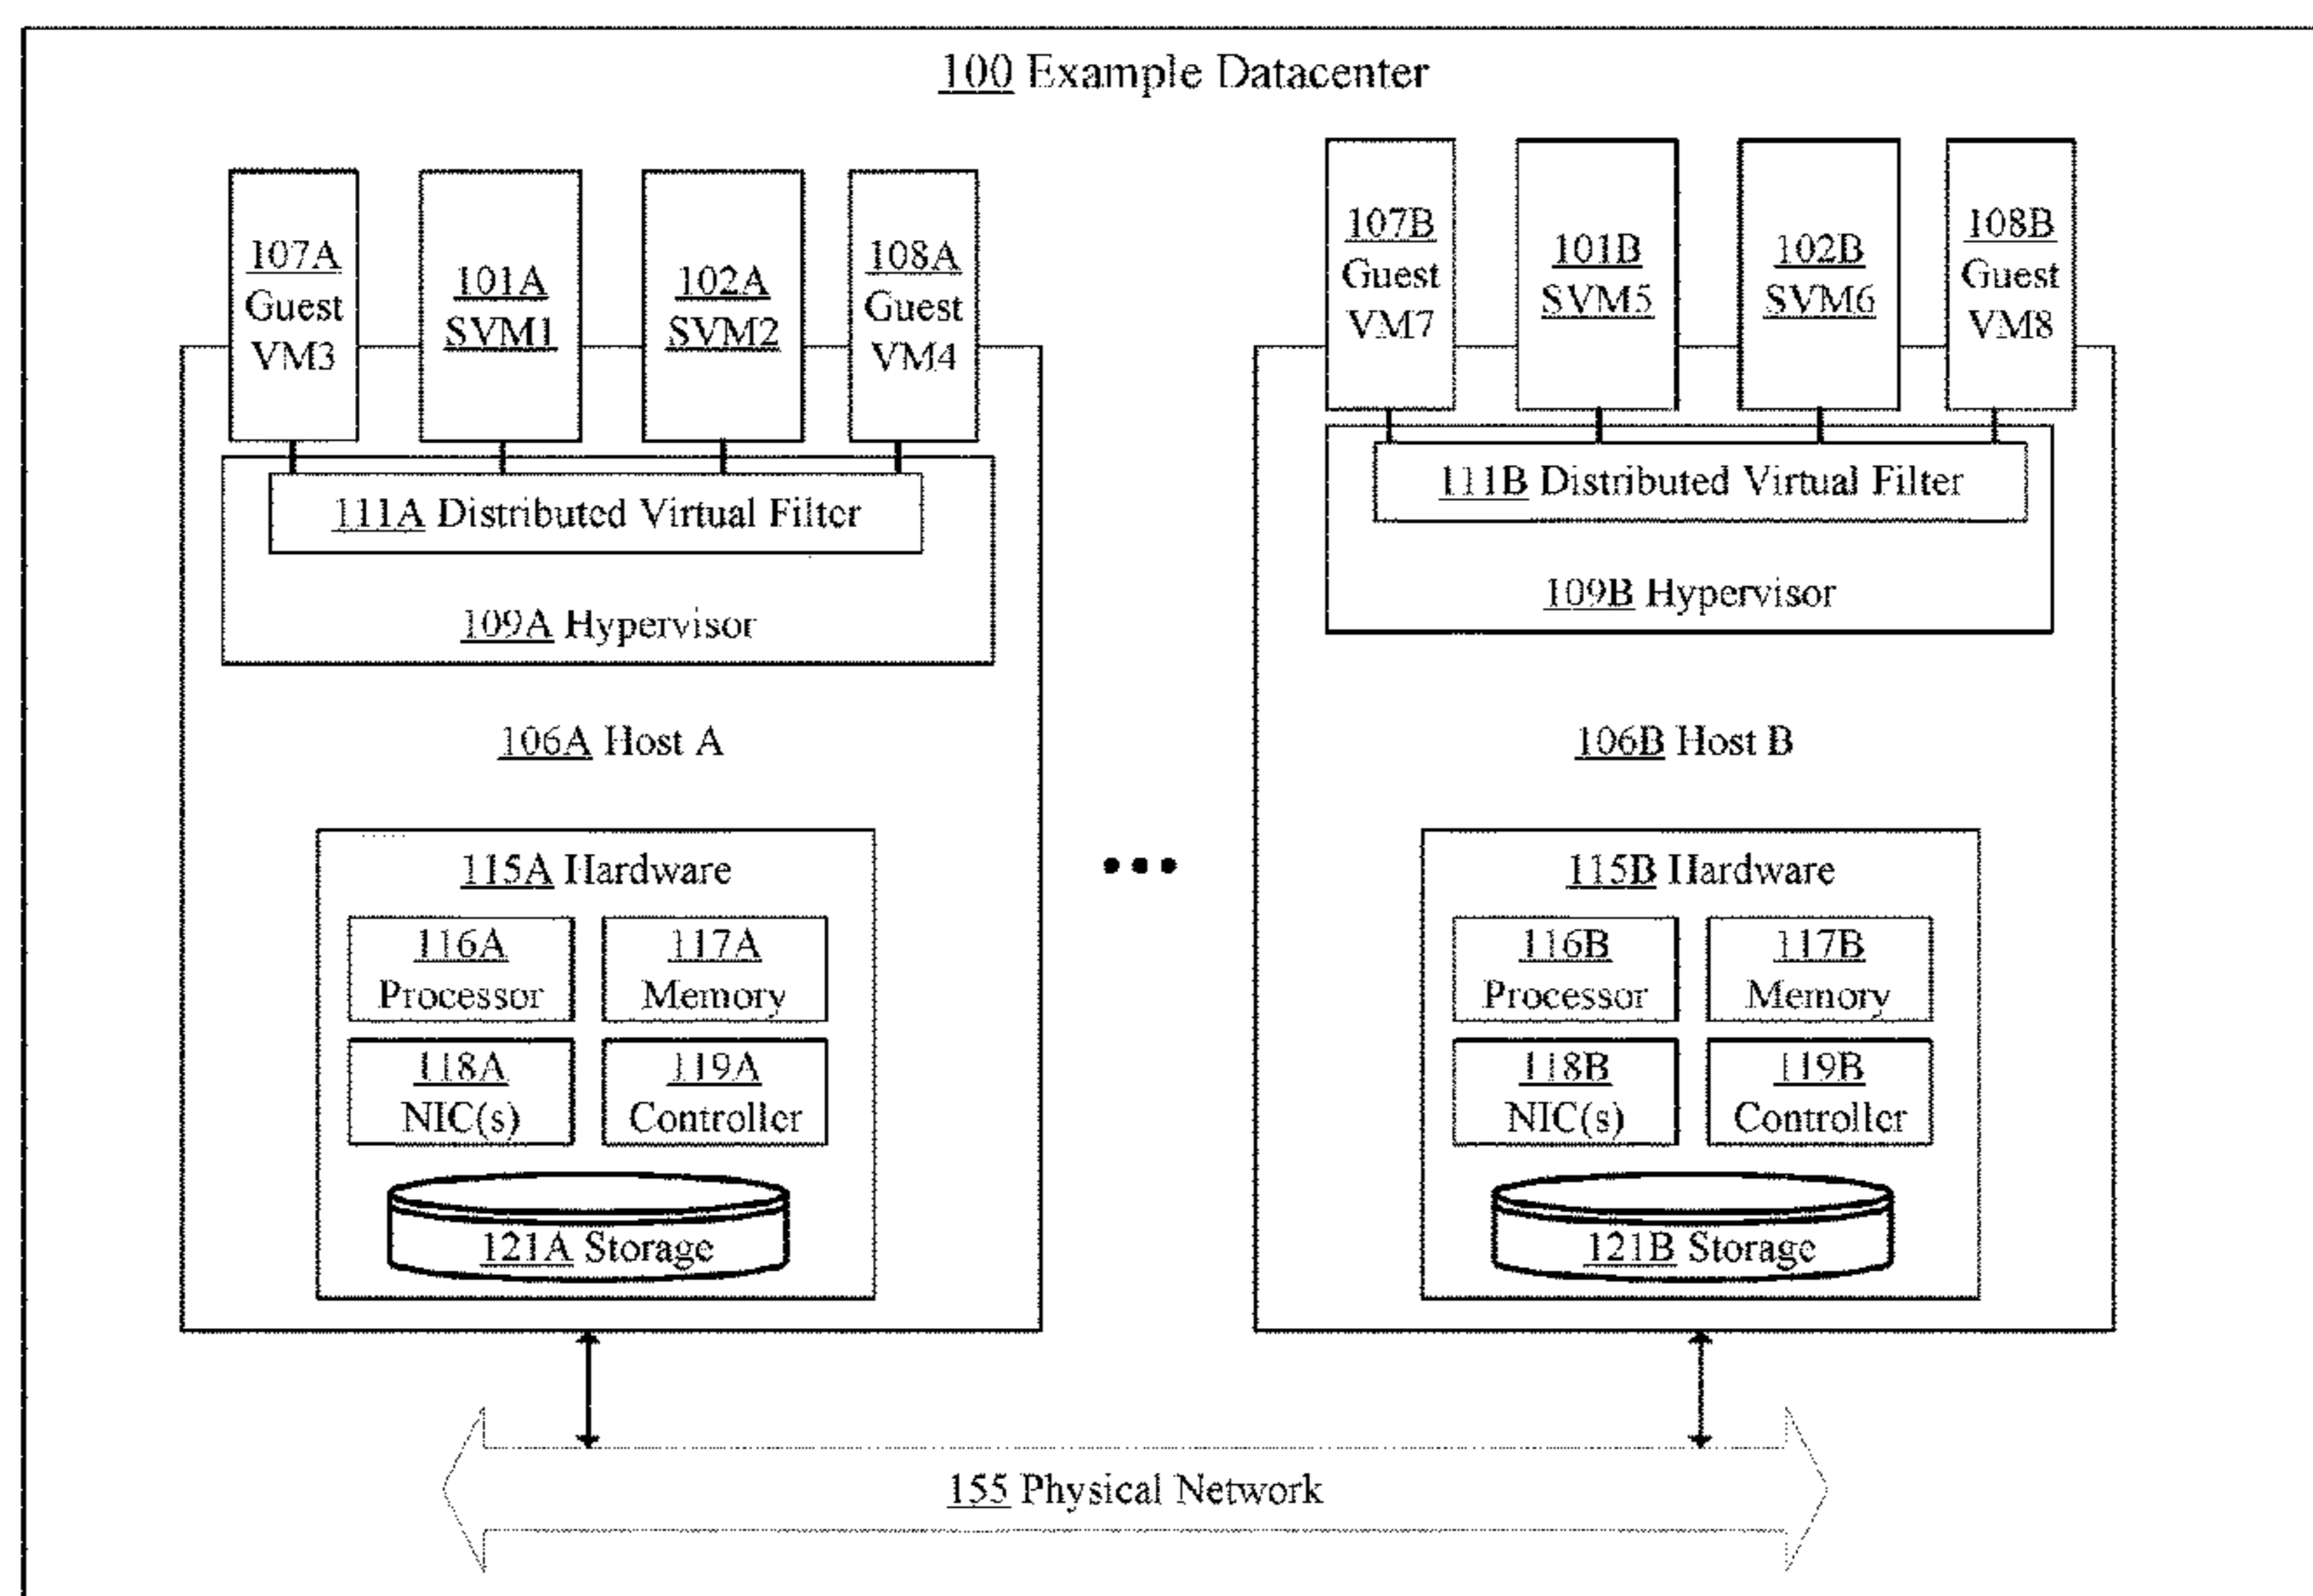 100 Example Datacenter
107A
Guest
VM3
101A
SVM1
102A
SVM2
108A
Guest
VM4
111A Distributed Virtual Filter
109A Hypervisor
106A Host A
115A Hardware
116A
Processor
117A
Memory
118A
NIC(s)
119A
Controller
121A Storage
107B
Guest
VM7
101B
SVM5
102B
SVM6
108B
Guest
VM8
111B Distributed Virtual Filter
109B Hypervisor
106B Host B
115B Hardware
116B
Processor
117B
Memory
118B
NIC(s)
119B
Controller
121B Storage
155 Physical Network